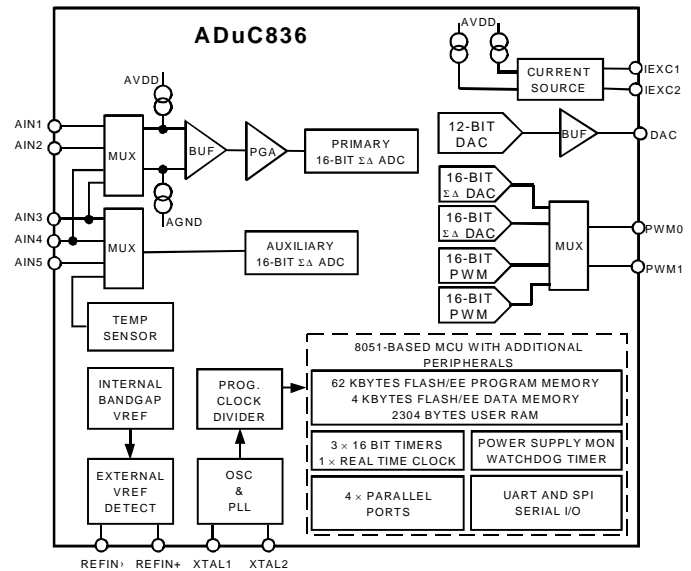 ADuC836
AVDD
AVDD
CURRENT
SOURCE
IEXC1
IEXC2
AIN1
AIN2
MUX
BUF
PGA
PRIMARY
16-BIT ΣΔ ADC
AGND
12-BIT
DAC
BUF
DAC
AIN3
AIN4
AIN5
MUX
AUXILIARY
16-BIT ΣΔ ADC
16-BIT
ΣΔ DAC
16-BIT
ΣΔ DAC
16-BIT
PWM
16-BIT
PWM
MUX
PWM0
PWM1
TEMP
SENSOR
INTERNAL
BANDGAP
VREF
EXTERNAL
VREF
DETECT
PROG.
CLOCK
DIVIDER
OSC
&
PLL
8051-BASED MCU WITH ADDITIONAL
PERIPHERALS
62 KBYTES FLASH/EE PROGRAM MEMORY
4 KBYTES FLASH/EE DATA MEMORY
2304 BYTES USER RAM
3 × 16 BIT TIMERS
1 × REAL TIME CLOCK
POWER SUPPLY MON
WATCHDOG TIMER
4 × PARALLEL
PORTS
UART AND SPI
SERIAL I/O
REFIN› REFIN+ XTAL1 XTAL2